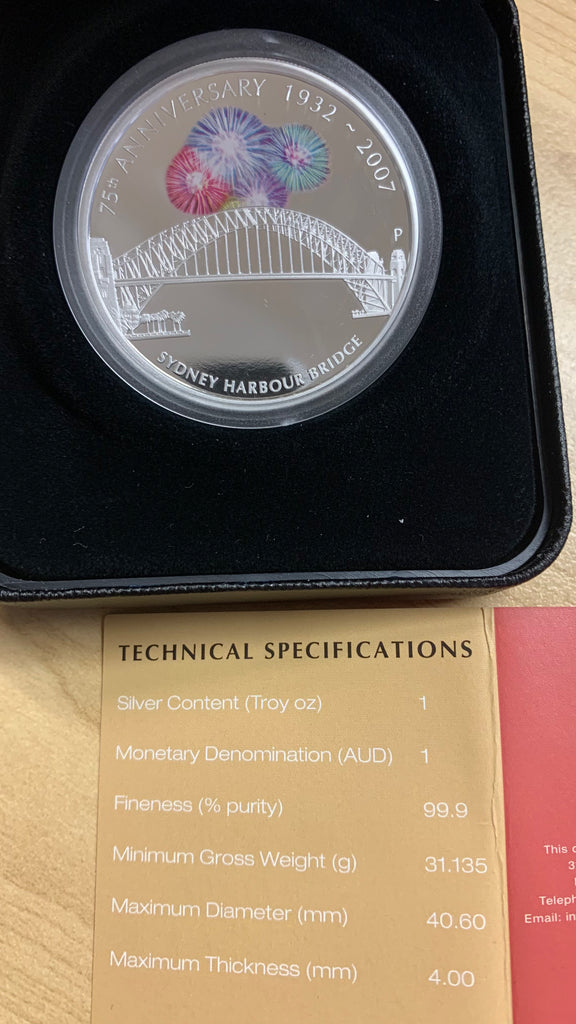 75th ANNIVERSARY 1932 ~ 2007
P
SYDNEY HARBOUR BRIDGE
TECHNICAL SPECIFICATIONS
Silver Content (Troy oz) 1
Monetary Denomination (AUD) 1
Fineness (% purity) 99.9
Minimum Gross Weight (g) 31.135
Maximum Diameter (mm) 40.60
Maximum Thickness (mm) 4.00
This
Email: